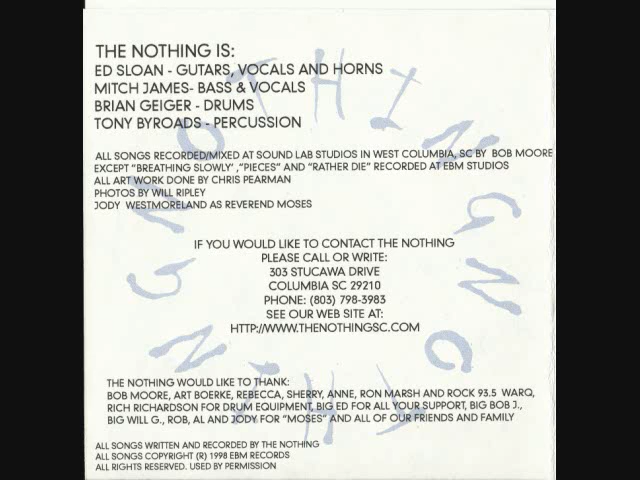 THE NOTHING IS:
ED SLOAN - GUTARS, VOCALS AND HORNS
MITCH JAMES- BASS & VOCALS
BRIAN GEIGER - DRUMS
TONY BYROADS - PERCUSSION
ALL SONGS RECORDED/MIXED AT SOUND LAB STUDIOS IN WEST COLUMBIA, SC BY BOB MOORE
EXCEPT "BREATHING SLOWLY" ,"PIECES" AND "RATHER DIE" RECORDED AT EBM STUDIOS
ALL ART WORK DONE BY CHRIS PEARMAN
PHOTOS BY WILL RIPLEY
JODY WESTMORELAND AS REVEREND MOSES
IF YOU WOULD LIKE TO CONTACT THE NOTHING
PLEASE CALL OR WRITE:
303 STUCAWA DRIVE
COLUMBIA SC 29210
PHONE: (803) 798-3983
SEE OUR WEB SITE AT:
HTTP://WWW.THENOTHINGSC.COM
THE NOTHING WOULD LIKE TO THANK:
BOB MOORE, ART BOERKE, REBECCA, SHERRY, ANNE, RON MARSH AND ROCK 93.5 WARQ,
RICH RICHARDSON FOR DRUM EQUIPMENT, BIG ED FOR ALL YOUR SUPPORT, BIG BOB J.,
BIG WILL G., ROB, AL AND JODY FOR "MOSES" AND ALL OF OUR FRIENDS AND FAMILY
ALL SONGS WRITTEN AND RECORDED BY THE NOTHING
ALL SONGS COPYRIGHT (R) 1998 EBM RECORDS
ALL RIGHTS RESERVED. USED BY PERMISSION
NOTHINGNOTHING